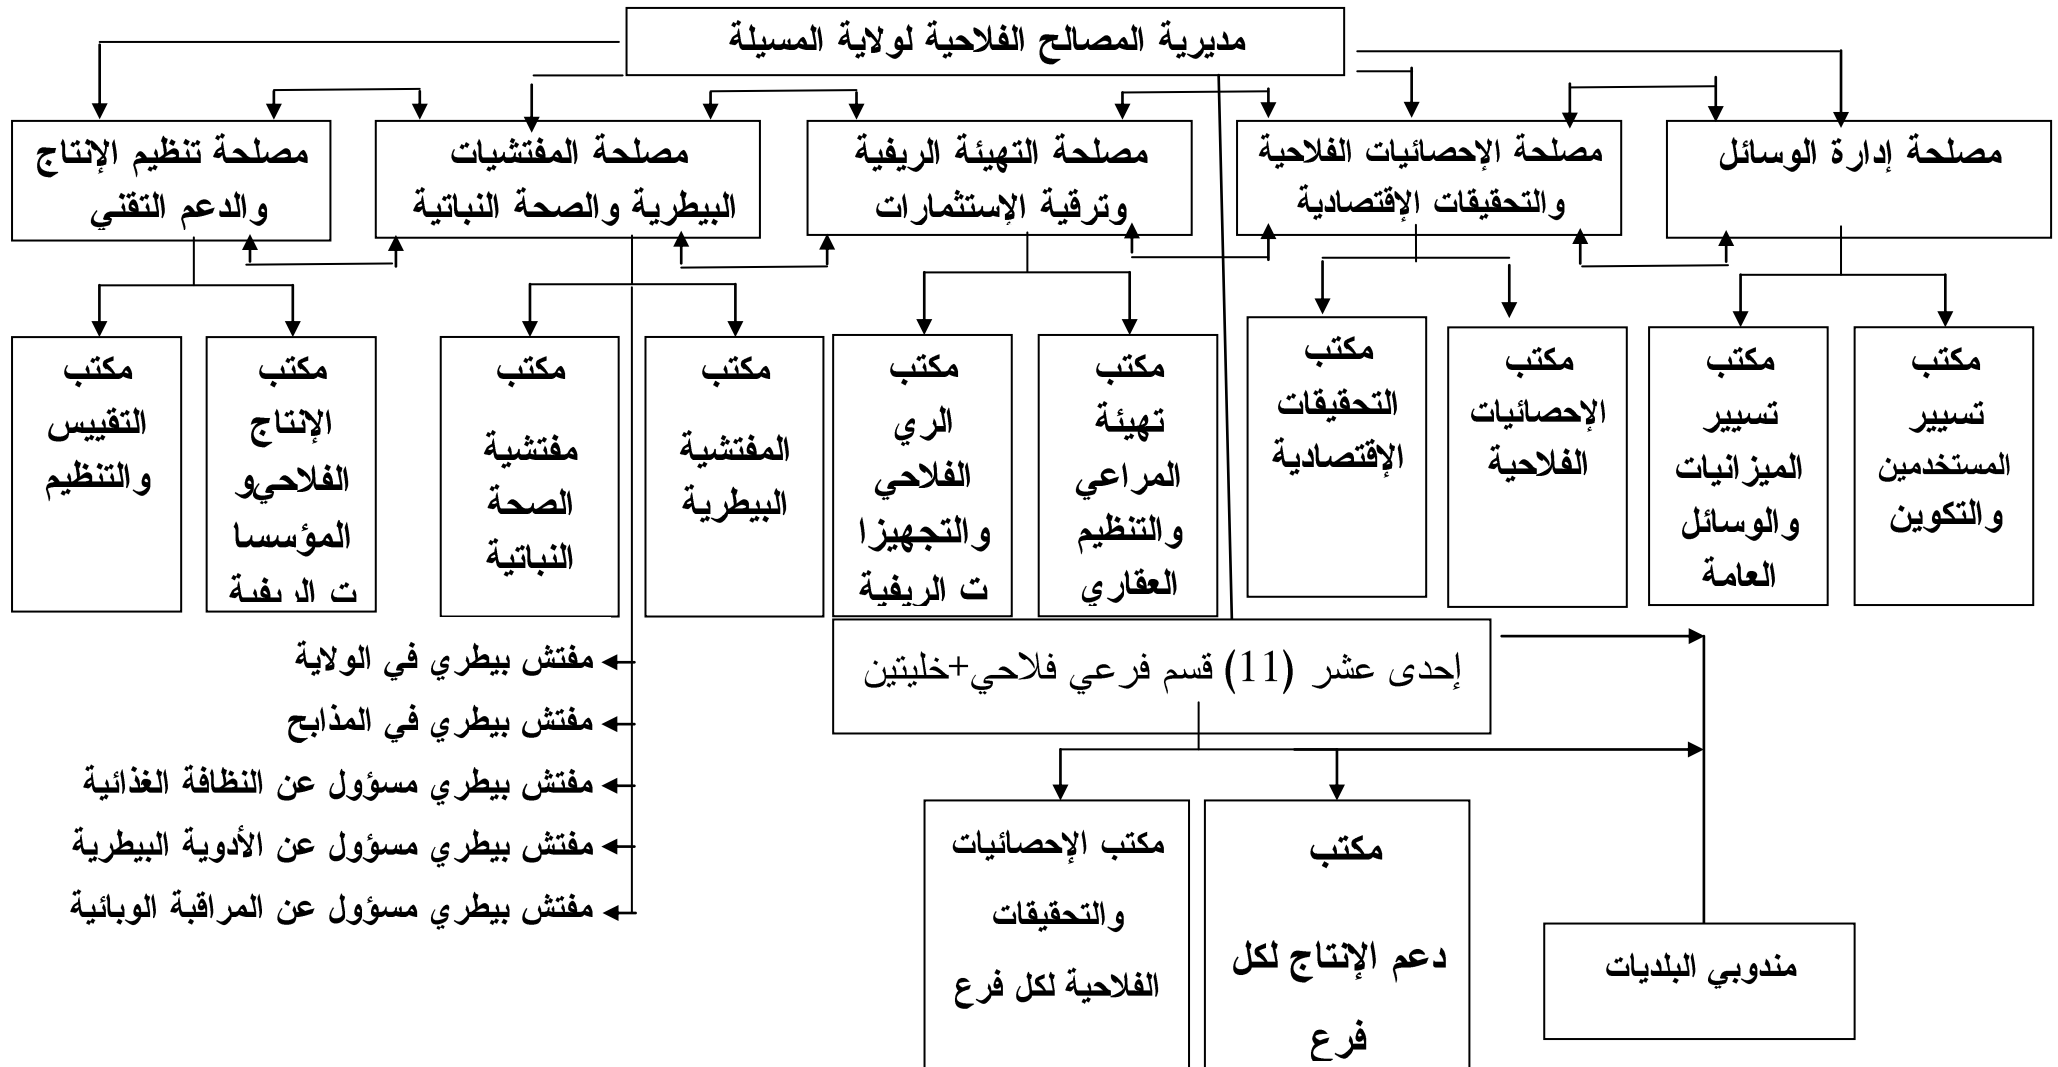 مديرية المصالح الفلاحية لولاية المسيلة
مصلحة إدارة الوسائل
مصلحة الإحصائيات الفلاحية
والتحقيقات الإقتصادية
مصلحة التهيئة الريفية
وترقية الإستثمارات
مصلحة المفتشيات
البيطرية والصحة النباتية
مصلحة تنظيم الإنتاج
والدعم التقني
مكتب
تسيير
المستخدمين
والتكوين
مكتب
تسيير
الميزانيات
والوسائل
العامة
مكتب
الإحصائيات
الفلاحية
مكتب
التحقيقات
الإقتصادية
مكتب
تهيئة
المراعي
والتنظيم
العقاري
مكتب
الري
الفلاحي
والتجهيزا
ت الريفية
مكتب
المفتشية
البيطرية
مكتب
مفتشية
الصحة
النباتية
مكتب
الإنتاج
الفلاحي و
المؤسسا
ت الريفية
مكتب
التقييس
والتنظيم
إحدى عشر (11) قسم فرعي فلاحي+خليتين
مفتش بيطري في الولاية
مفتش بيطري في المذابح
مفتش بيطري مسؤول عن النظافة الغذائية
مفتش بيطري مسؤول عن الأدوية البيطرية
مفتش بيطري مسؤول عن المراقبة الوبائية
مكتب
دعم الإنتاج لكل
فرع
مكتب الإحصائيات
والتحقيقات
الفلاحية لكل فرع
مندوبي البلديات